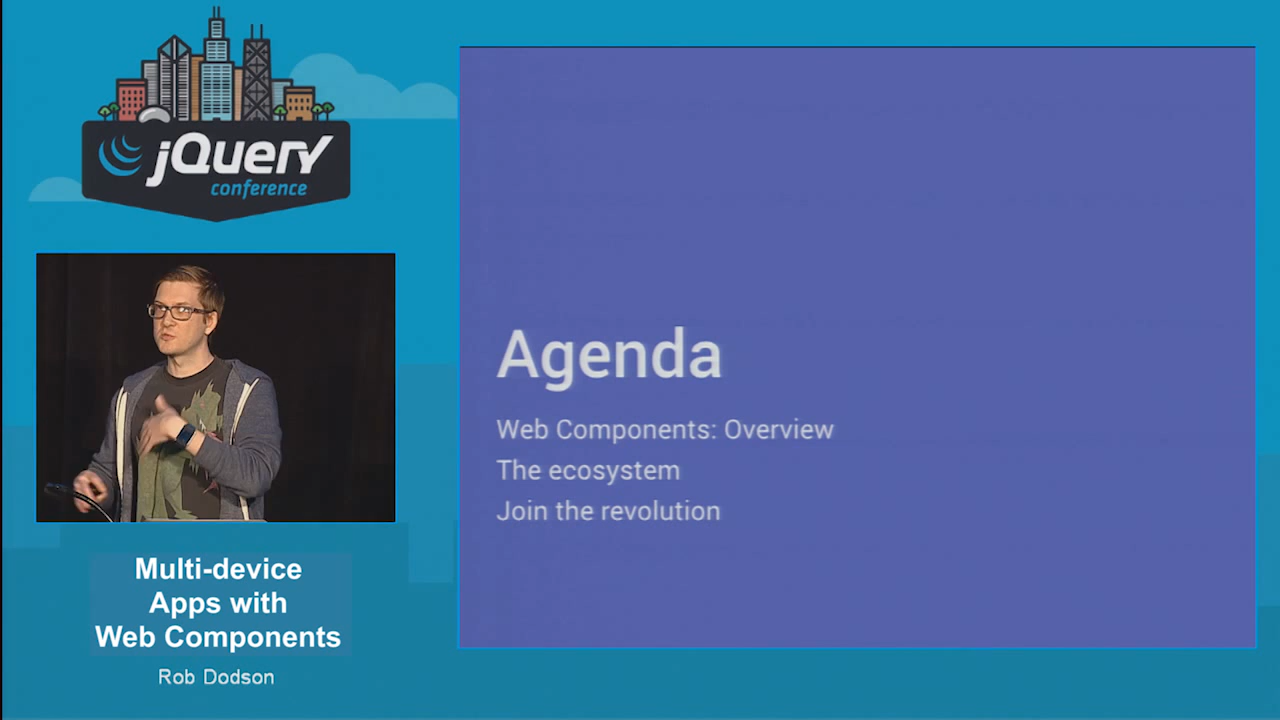 jQuery
conference
Multi-device
Apps with
Web Components
Rob Dodson
Agenda
Web Components: Overview
The ecosystem
Join the revolution